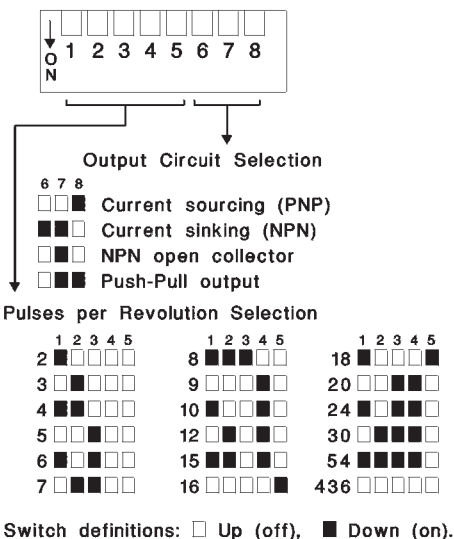 O
N
1 2 3 4 5 6 7 8
Output Circuit Selection
6 7 8
Current sourcing (PNP)
Current sinking (NPN)
NPN open collector
Push-Pull output
Pulses per Revolution Selection
1 2 3 4 5
2
3
4
5
6
7
1 2 3 4 5
8
9
10
12
15
16
1 2 3 4 5
18
20
24
30
54
436
Switch definitions: □ Up (off), ■ Down (on).